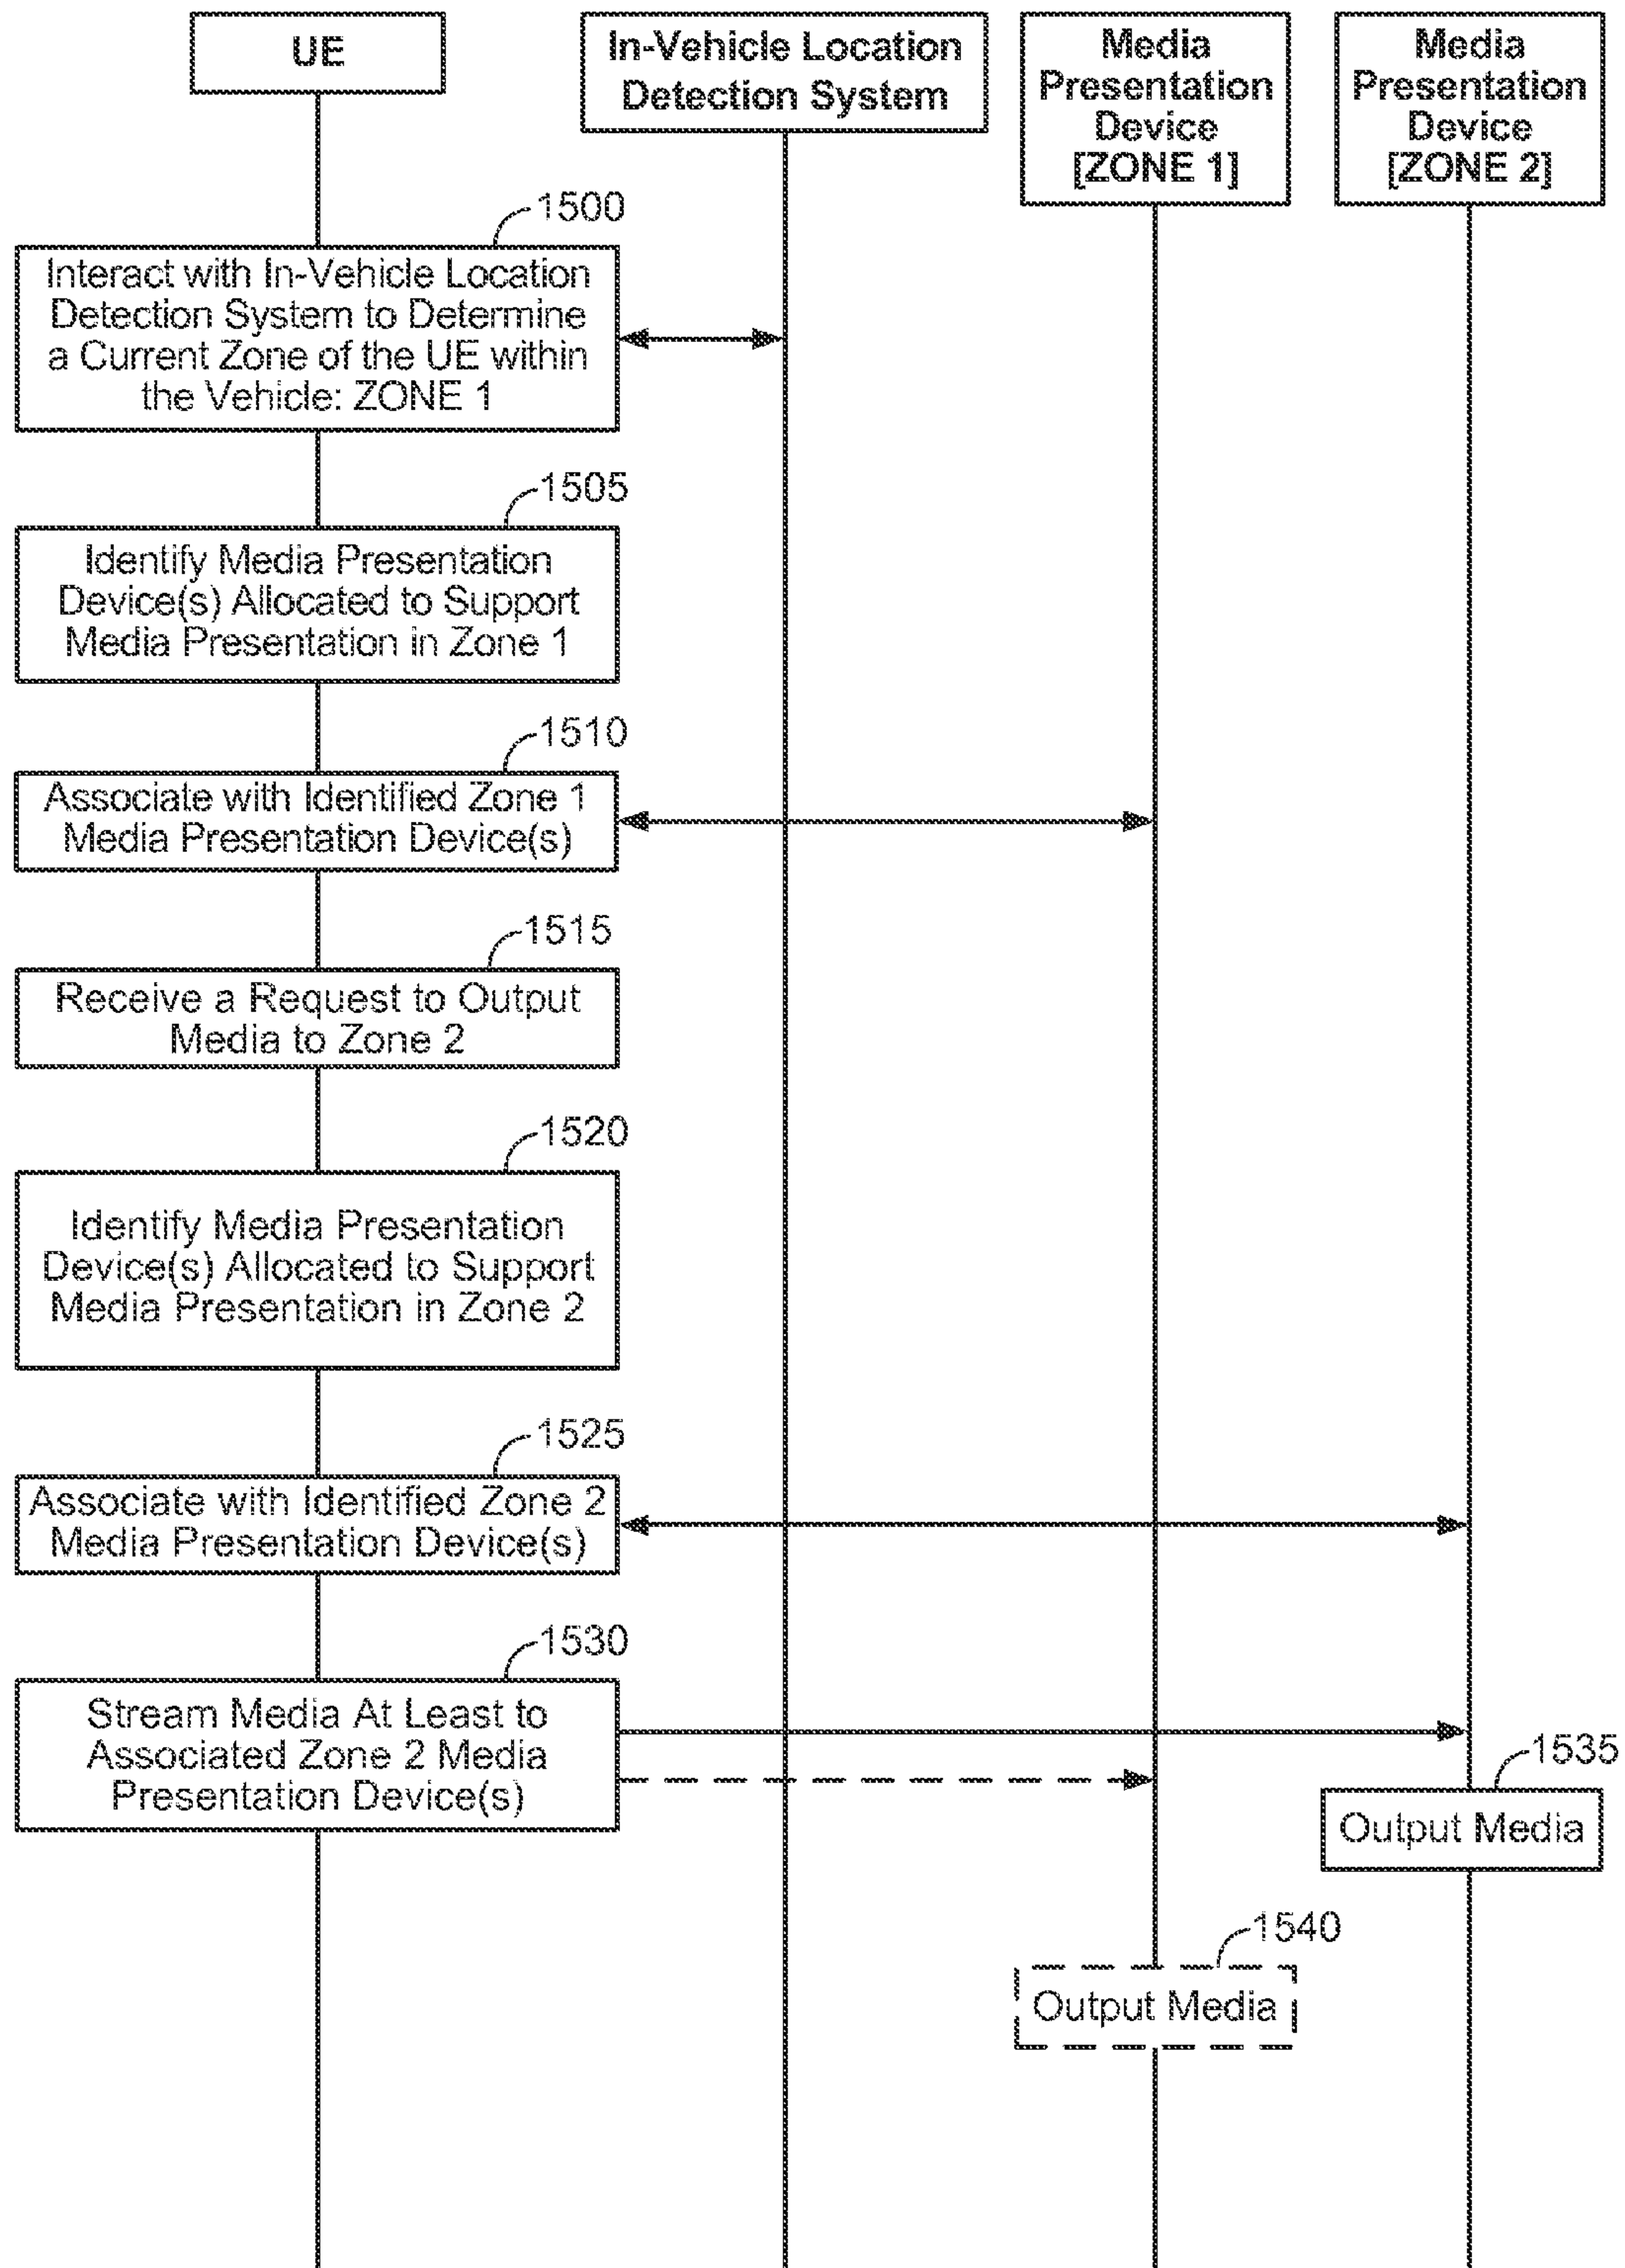 UE
In-Vehicle Location
Detection System
Media
Presentation
Device
[ZONE 1]
Media
Presentation
Device
[ZONE 2]
1500
Interact with In-Vehicle Location
Detection System to Determine
a Current Zone of the UE within
the Vehicle: ZONE 1
1505
Identify Media Presentation
Device(s) Allocated to Support
Media Presentation in Zone 1
1510
Associate with Identified Zone 1
Media Presentation Device(s)
1515
Receive a Request to Output
Media to Zone 2
1520
Identify Media Presentation
Device(s) Allocated to Support
Media Presentation in Zone 2
1525
Associate with Identified Zone 2
Media Presentation Device(s)
1530
Stream Media At Least to
Associated Zone 2 Media
Presentation Device(s)
1535
Output Media
1540
Output Media